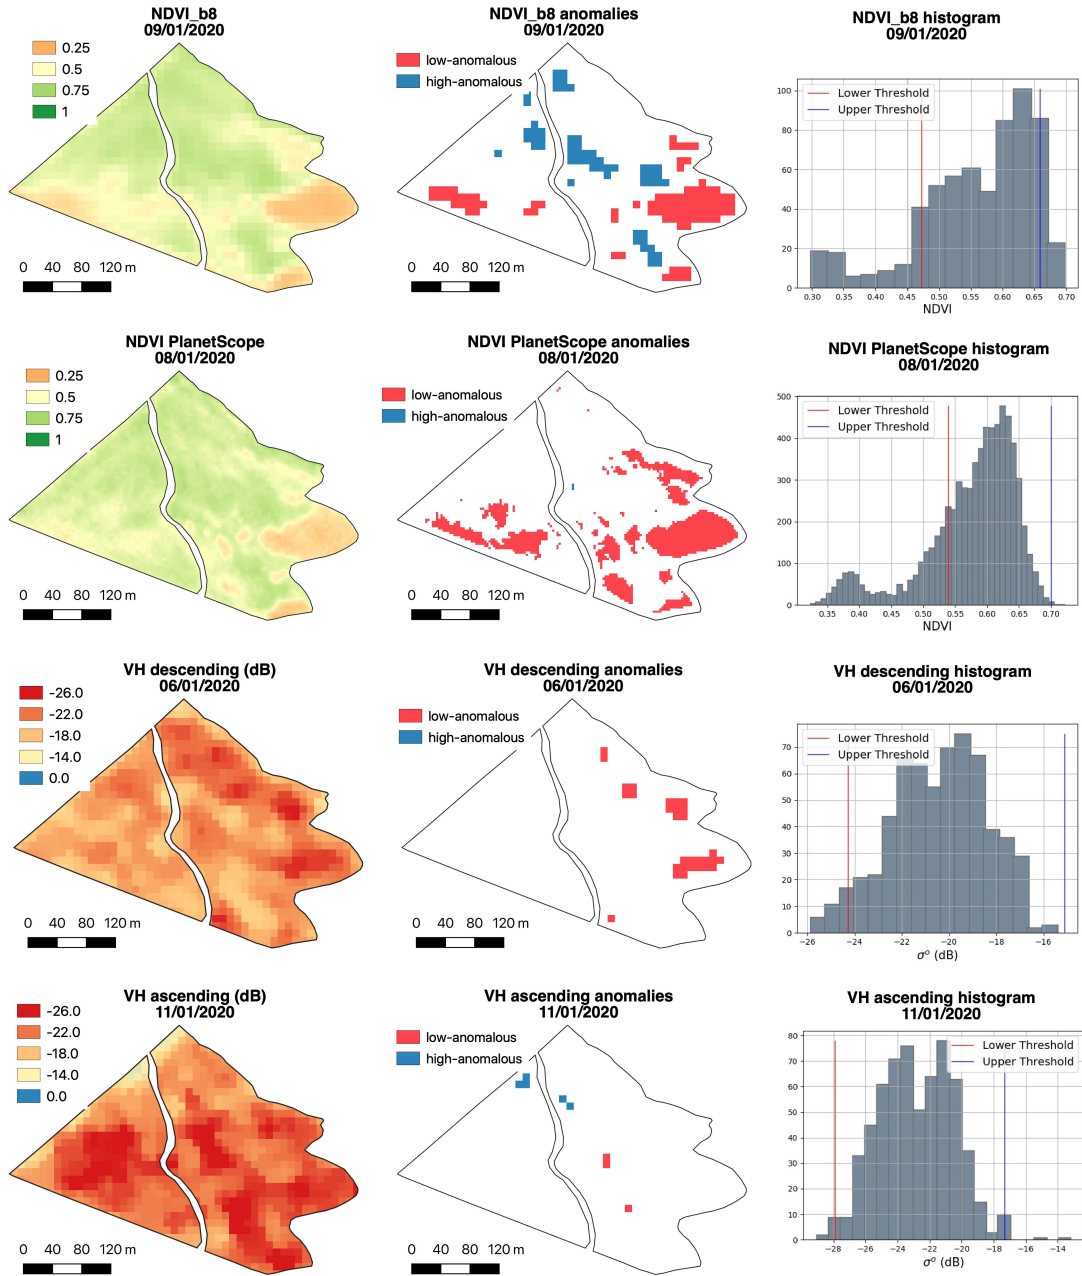 NDVI_b8
09/01/2020
0.25
0.5
0.75
1
0 40 80 120 m
NDVI_b8 anomalies
09/01/2020
low-anomalous
high-anomalous
0 40 80 120 m
NDVI_b8 histogram
09/01/2020
Lower Threshold
Upper Threshold
100
80
60
40
20
0
0.30 0.35 0.40 0.45 0.50 0.55 0.60 0.65 0.70
NDVI
NDVI PlanetScope
08/01/2020
0.25
0.5
0.75
1
0 40 80 120 m
NDVI PlanetScope anomalies
08/01/2020
low-anomalous
high-anomalous
0 40 80 120 m
NDVI PlanetScope histogram
08/01/2020
Lower Threshold
Upper Threshold
500
400
300
200
100
0
0.35 0.40 0.45 0.50 0.55 0.60 0.65 0.70
NDVI
VH descending (dB)
06/01/2020
-26.0
-22.0
-18.0
-14.0
0.0
0 40 80 120 m
VH descending anomalies
06/01/2020
low-anomalous
high-anomalous
0 40 80 120 m
VH descending histogram
06/01/2020
Lower Threshold
Upper Threshold
70
60
50
40
30
20
10
0
−26 −24 −22 −20 −18 −16
σᵒ (dB)
VH ascending (dB)
11/01/2020
-26.0
-22.0
-18.0
-14.0
0.0
0 40 80 120 m
VH ascending anomalies
11/01/2020
low-anomalous
high-anomalous
0 40 80 120 m
VH ascending histogram
11/01/2020
Lower Threshold
Upper Threshold
80
70
60
50
40
30
20
10
0
−28 −26 −24 −22 −20 −18 −16 −14
σᵒ (dB)